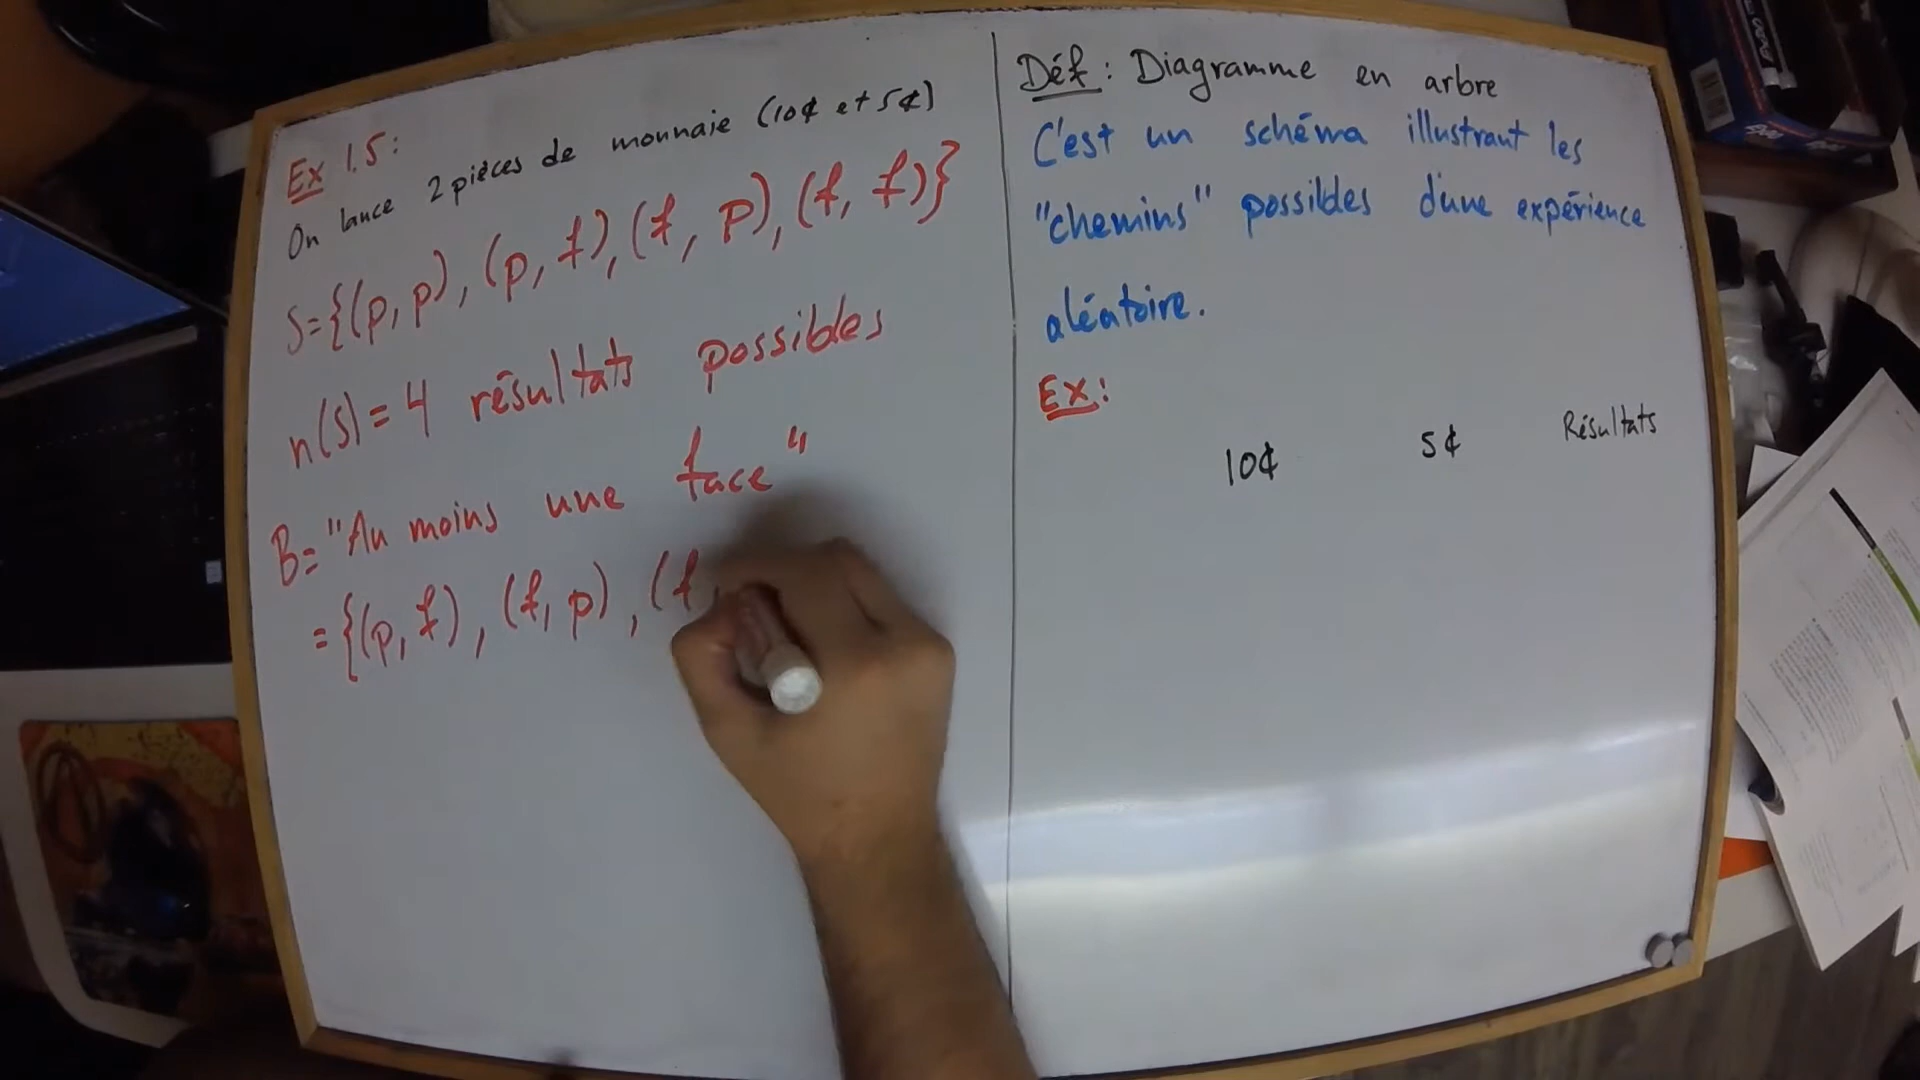 Ex 1.5:
On lance 2 pièces de monnaie (10¢ et 5¢)
S={(p,p), (p, f), (f, p), (f, f)}
n(S)=4 résultats possibles
B= "Au moins une face"
={(p, f), (f, p), (f,
Déf: Diagramme en arbre
C'est un schéma illustrant les
"chemins" possibles d'une expérience
aléatoire.
Ex:
10¢ 5¢ Résultats